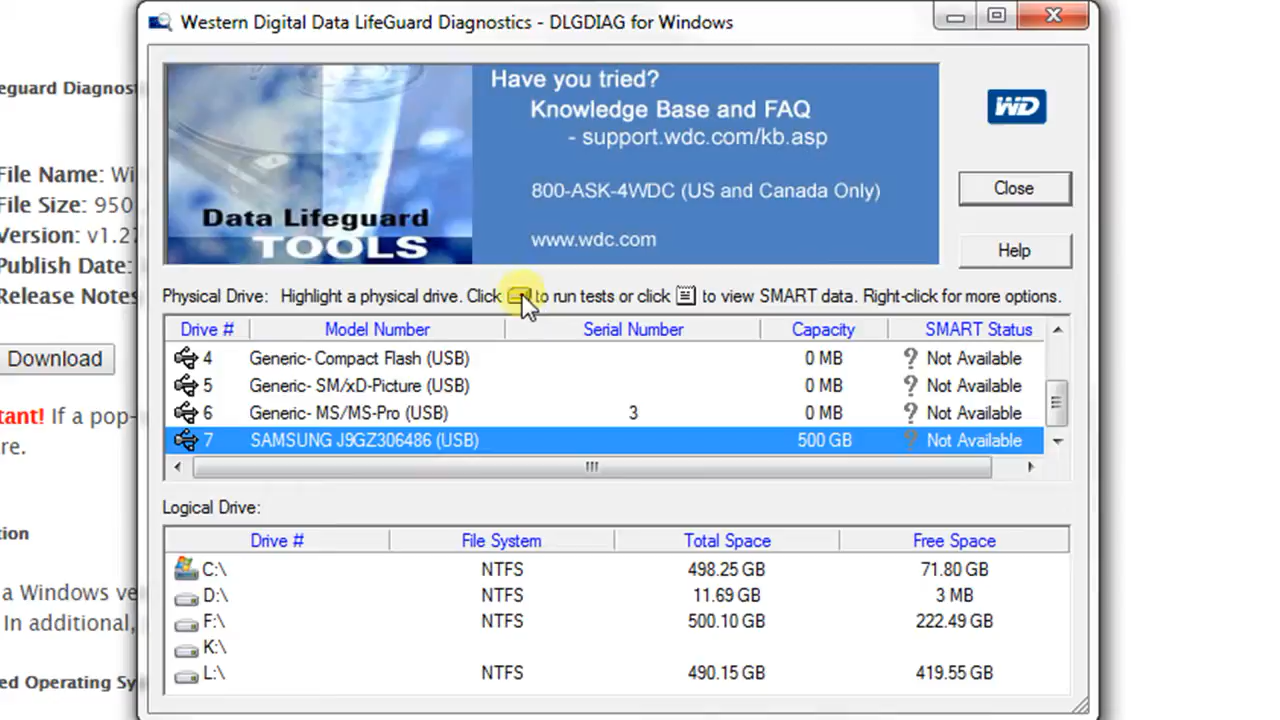 Western Digital Data LifeGuard Diagnostics - DLGDIAG for Windows
Have you tried?
Knowledge Base and FAQ
- support.wdc.com/kb.asp
800-ASK-4WDC (US and Canada Only)
www.wdc.com
Data Lifeguard
TOOLS
WD
Close
Help
Physical Drive: Highlight a physical drive. Click to run tests or click to view SMART data. Right-click for more options.
Drive # Model Number Serial Number Capacity SMART Status
4 Generic- Compact Flash (USB) 0 MB ? Not Available
5 Generic- SM/xD-Picture (USB) 0 MB ? Not Available
6 Generic- MS/MS-Pro (USB) 3 0 MB ? Not Available
7 SAMSUNG J9GZ306486 (USB) 500 GB ? Not Available
Logical Drive:
Drive # File System Total Space Free Space
C:\ NTFS 498.25 GB 71.80 GB
D:\ NTFS 11.69 GB 3 MB
F:\ NTFS 500.10 GB 222.49 GB
K:\
L:\ NTFS 490.15 GB 419.55 GB
eguard Diagnost
File Name: Wi
File Size: 950
Version: v1.27
Publish Date:
Release Notes
Download
tant! If a pop-
re.
tion
a Windows ve
In additional,
ed Operating Sy